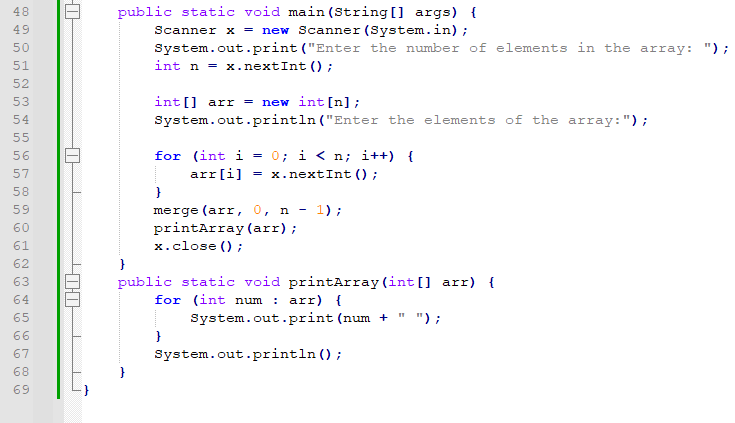 48 public static void main(String[] args) {
49 Scanner x = new Scanner(System.in);
50 System.out.print("Enter the number of elements in the array: ");
51 int n = x.nextInt();
52
53 int[] arr = new int[n];
54 System.out.println("Enter the elements of the array:");
55
56 for (int i = 0; i < n; i++) {
57 arr[i] = x.nextInt();
58 }
59 merge(arr, 0, n - 1);
60 printArray(arr);
61 x.close();
62 }
63 public static void printArray(int[] arr) {
64 for (int num : arr) {
65 System.out.print(num + " ");
66 }
67 System.out.println();
68 }
69 }